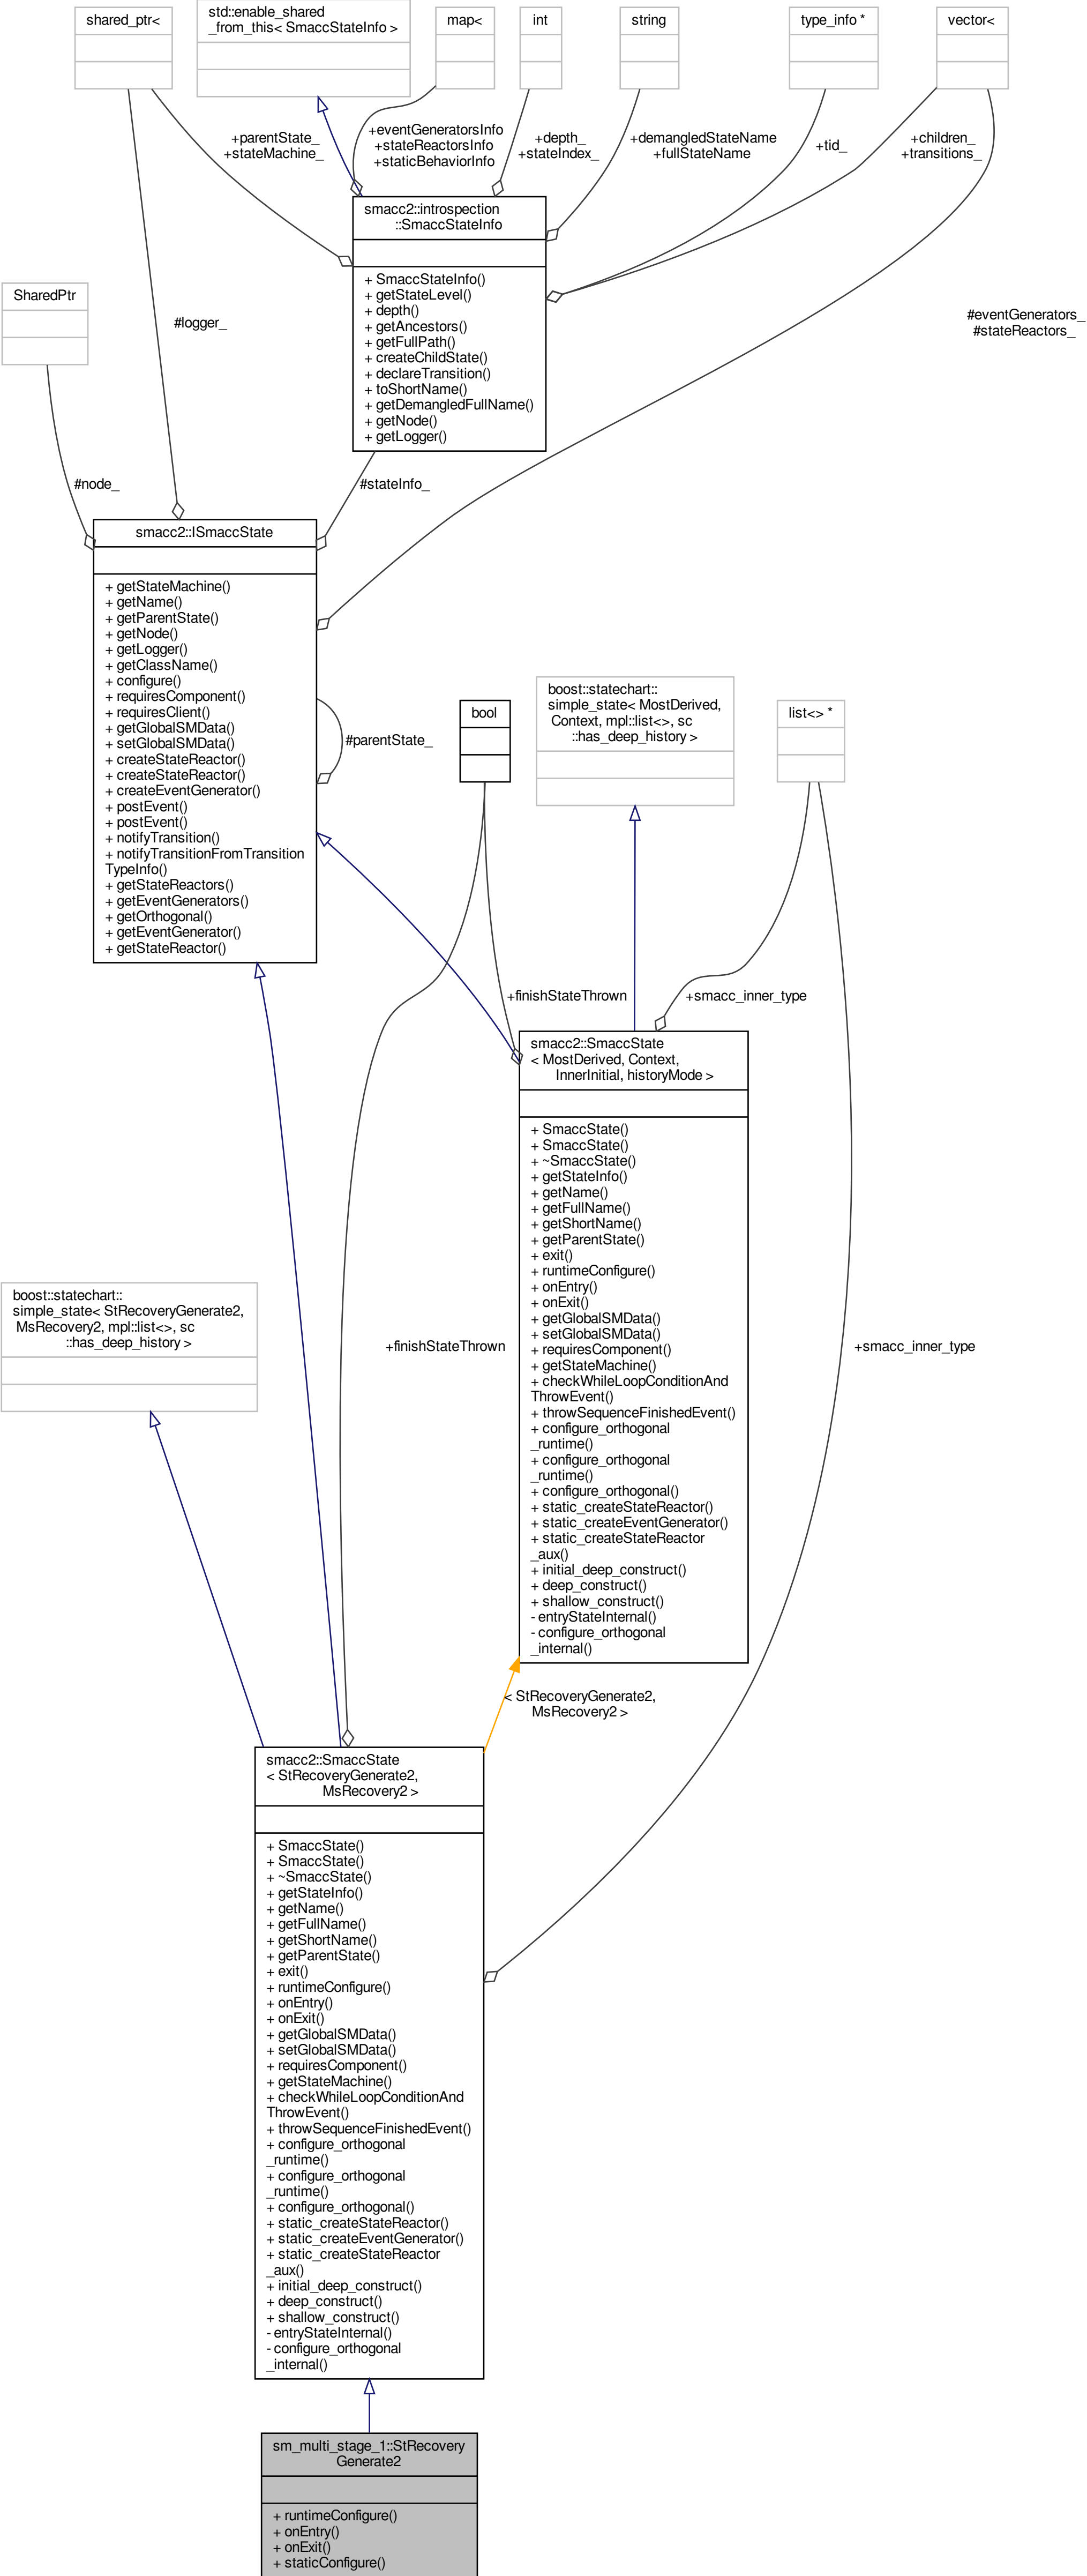 shared_ptr<
std::enable_shared
_from_this< SmaccStateInfo >
map<
int
string
type_info *
vector<
+parentState_
+stateMachine_
+eventGeneratorsInfo
+stateReactorsInfo
+staticBehaviorInfo
+depth_
+stateIndex_
+demangledStateName
+fullStateName
+tid_
+children_
+transitions_
smacc2::introspection
::SmaccStateInfo
+ SmaccStateInfo()
+ getStateLevel()
+ depth()
+ getAncestors()
+ getFullPath()
+ createChildState()
+ declareTransition()
+ toShortName()
+ getDemangledFullName()
+ getNode()
+ getLogger()
SharedPtr
#logger_
#eventGenerators_
#stateReactors_
#node_
#stateInfo_
smacc2::ISmaccState
+ getStateMachine()
+ getName()
+ getParentState()
+ getNode()
+ getLogger()
+ getClassName()
+ configure()
+ requiresComponent()
+ requiresClient()
+ getGlobalSMData()
+ setGlobalSMData()
+ createStateReactor()
+ createStateReactor()
+ createEventGenerator()
+ postEvent()
+ postEvent()
+ notifyTransition()
+ notifyTransitionFromTransition
TypeInfo()
+ getStateReactors()
+ getEventGenerators()
+ getOrthogonal()
+ getEventGenerator()
+ getStateReactor()
#parentState_
bool
boost::statechart::
simple_state< MostDerived,
Context, mpl::list<>, sc
::has_deep_history >
list<> *
+finishStateThrown
+smacc_inner_type
smacc2::SmaccState
< MostDerived, Context,
InnerInitial, historyMode >
+ SmaccState()
+ SmaccState()
+ ~SmaccState()
+ getStateInfo()
+ getName()
+ getFullName()
+ getShortName()
+ getParentState()
+ exit()
+ runtimeConfigure()
+ onEntry()
+ onExit()
+ getGlobalSMData()
+ setGlobalSMData()
+ requiresComponent()
+ getStateMachine()
+ checkWhileLoopConditionAnd
ThrowEvent()
+ throwSequenceFinishedEvent()
+ configure_orthogonal
_runtime()
+ configure_orthogonal
_runtime()
+ configure_orthogonal()
+ static_createStateReactor()
+ static_createEventGenerator()
+ static_createStateReactor
_aux()
+ initial_deep_construct()
+ deep_construct()
+ shallow_construct()
- entryStateInternal()
- configure_orthogonal
_internal()
boost::statechart::
simple_state< StRecoveryGenerate2,
MsRecovery2, mpl::list<>, sc
::has_deep_history >
+finishStateThrown
+smacc_inner_type
< StRecoveryGenerate2,
MsRecovery2 >
smacc2::SmaccState
< StRecoveryGenerate2,
MsRecovery2 >
+ SmaccState()
+ SmaccState()
+ ~SmaccState()
+ getStateInfo()
+ getName()
+ getFullName()
+ getShortName()
+ getParentState()
+ exit()
+ runtimeConfigure()
+ onEntry()
+ onExit()
+ getGlobalSMData()
+ setGlobalSMData()
+ requiresComponent()
+ getStateMachine()
+ checkWhileLoopConditionAnd
ThrowEvent()
+ throwSequenceFinishedEvent()
+ configure_orthogonal
_runtime()
+ configure_orthogonal
_runtime()
+ configure_orthogonal()
+ static_createStateReactor()
+ static_createEventGenerator()
+ static_createStateReactor
_aux()
+ initial_deep_construct()
+ deep_construct()
+ shallow_construct()
- entryStateInternal()
- configure_orthogonal
_internal()
sm_multi_stage_1::StRecovery
Generate2
+ runtimeConfigure()
+ onEntry()
+ onExit()
+ staticConfigure()